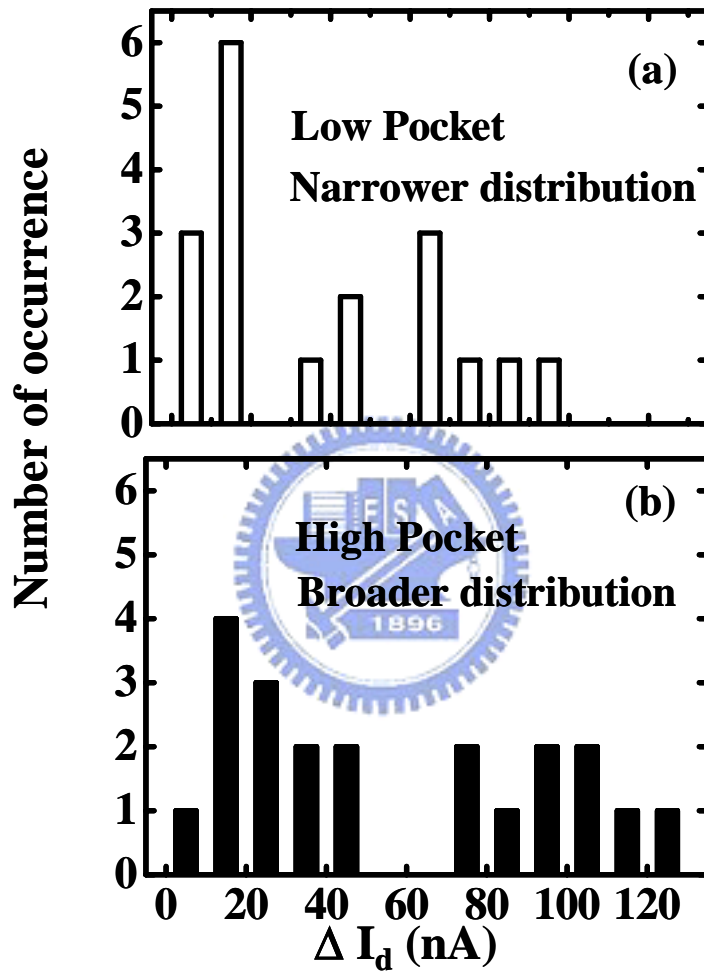 Number of occurrence
(a)
Low Pocket
Narrower distribution
6
5
4
3
2
1
0
(b)
High Pocket
Broader distribution
6
5
4
3
2
1
0
0 20 40 60 80 100 120
Δ I_d (nA)
E S A
1896